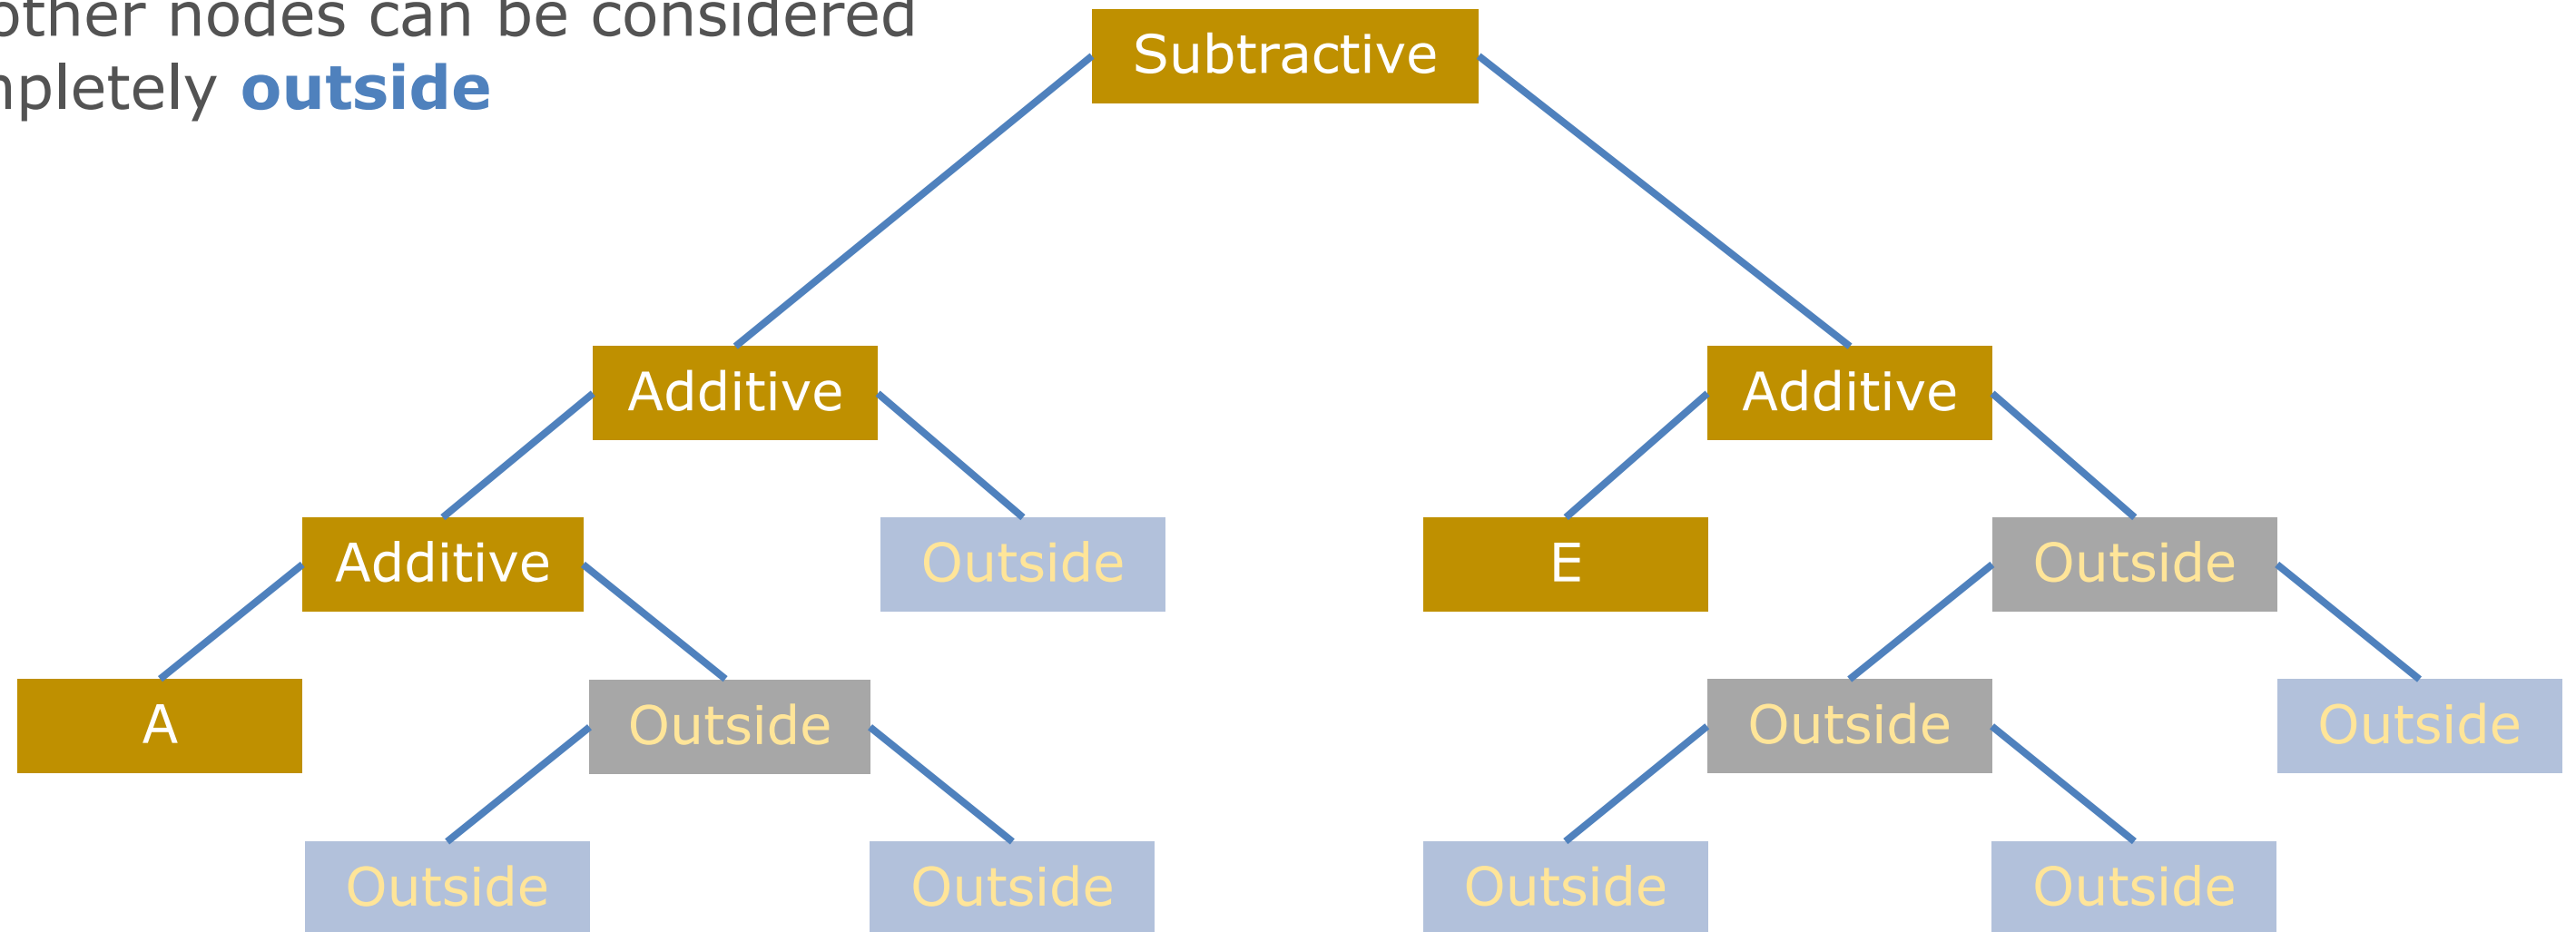 other nodes can be considered
mpletely outside
Subtractive
Additive
Additive
Additive
Outside
E
Outside
A
Outside
Outside
Outside
Outside
Outside
Outside
Outside